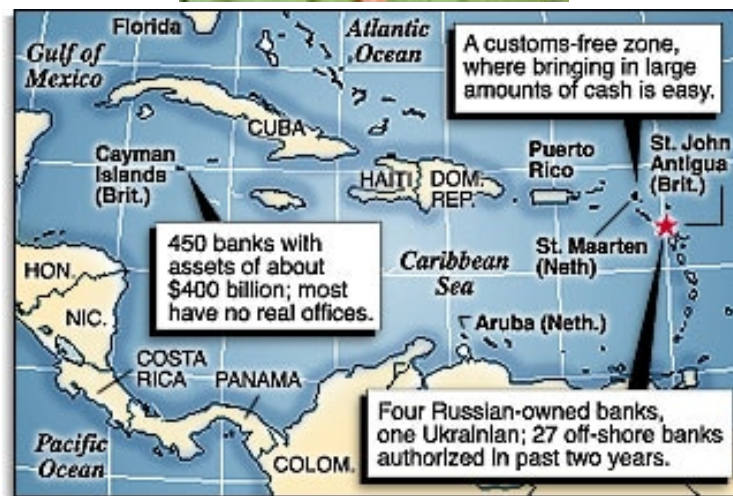 Florida
Atlantic
Ocean
Gulf of
Mexico
A customs-free zone,
where bringing in large
amounts of cash is easy.
CUBA
Cayman
Islands
(Brit.)
HAITI
DOM.
REP.
Puerto
Rico
St. John
Antigua
(Brit.)
St. Maarten
(Neth)
450 banks with
assets of about
$400 billion; most
have no real offices.
Caribbean
Sea
HON.
NIC.
Aruba (Neth.)
COSTA
RICA
PANAMA
Four Russian-owned banks,
one Ukrainian; 27 off-shore banks
authorized in past two years.
Pacific
Ocean
COLOM.